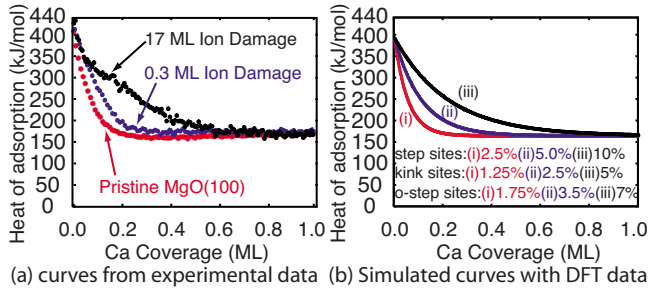 Heat of adsorption (kJ/mol)
440
400
350
300
250
200
150
100
50
0
17 ML Ion Damage
0.3 ML Ion Damage
Pristine MgO(100)
0.0 0.2 0.4 0.6 0.8 1.0
Ca Coverage (ML)
(a) curves from experimental data
Heat of adsorption (kJ/mol)
440
400
350
300
250
200
150
100
50
0
(iii)
(ii)
(i)
step sites:(i)2.5%(ii)5.0%(iii)10%
kink sites:(i)1.25%(ii)2.5%(iii)5%
o-step sites:(i)1.75%(ii)3.5%(iii)7%
0.0 0.2 0.4 0.6 0.8 1.0
Ca Coverage (ML)
(b) Simulated curves with DFT data